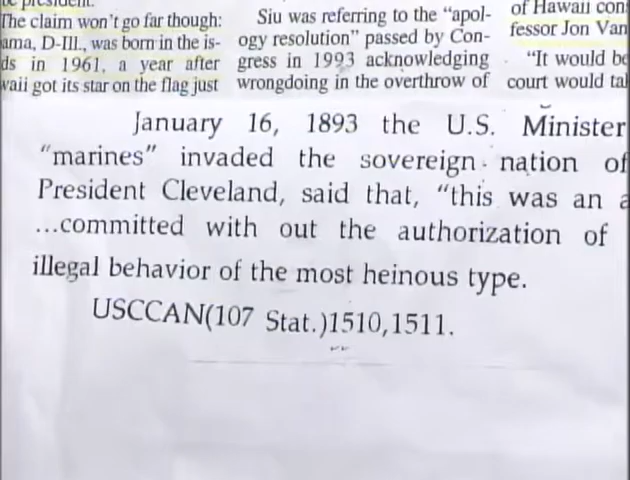 be president.
The claim won't go far though:
ama, D-Ill., was born in the is-
ds in 1961, a year after
vaii got its star on the flag just
Siu was referring to the "apol-
ogy resolution" passed by Con-
gress in 1993 acknowledging
wrongdoing in the overthrow of
of Hawaii con
fessor Jon Van
"It would be
court would tal
January 16, 1893 the U.S. Minister
"marines" invaded the sovereign nation of
President Cleveland, said that, "this was an a
...committed with out the authorization of
illegal behavior of the most heinous type.
USCCAN(107 Stat.)1510,1511.